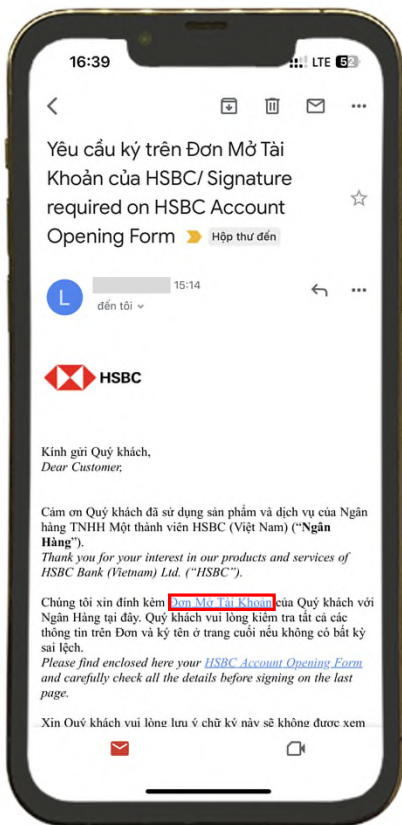 16:39
LTE 52
Yêu cầu ký trên Đơn Mở Tài
Khoản của HSBC/ Signature
required on HSBC Account
Opening Form Hộp thư đến
L
15:14
đến tôi
HSBC
Kính gửi Quý khách,
Dear Customer,
Cảm ơn Quý khách đã sử dụng sản phẩm và dịch vụ của Ngân
hàng TNHH Một thành viên HSBC (Việt Nam) (“Ngân
Hàng”).
Thank you for your interest in our products and services of
HSBC Bank (Vietnam) Ltd. (“HSBC”).
Chúng tôi xin đính kèm Đơn Mở Tài Khoản của Quý khách với
Ngân Hàng tại đây. Quý khách vui lòng kiểm tra tất cả các
thông tin trên Đơn và ký tên ở trang cuối nếu không có bất kỳ
sai lệch.
Please find enclosed here your HSBC Account Opening Form
and carefully check all the details before signing on the last
page.
Xin Quý khách vui lòng lưu ý chữ ký này sẽ không được xem